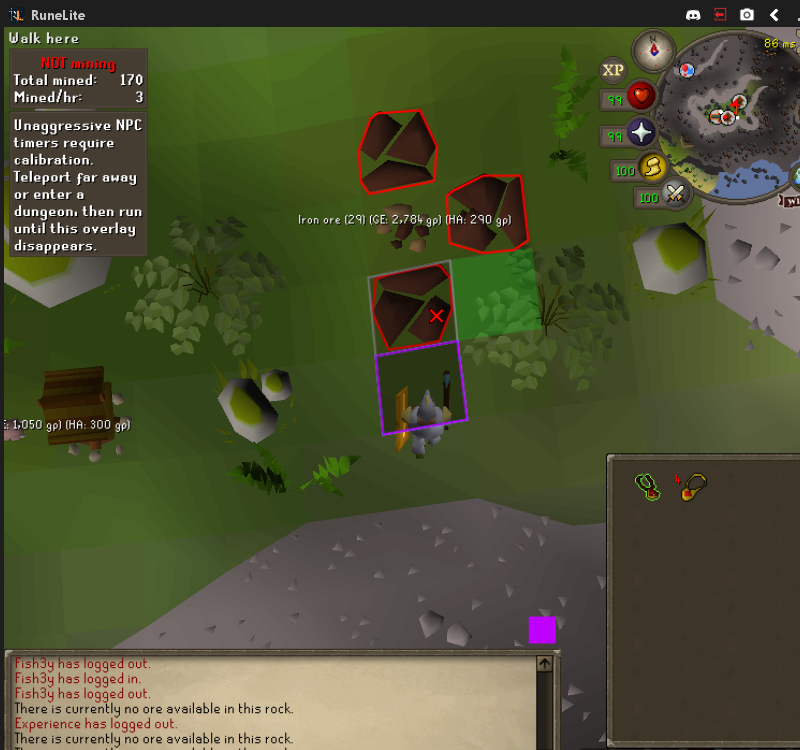 RuneLite
Walk here
86 ms
NOT mining
Total mined: 170
Mined/hr: 3
Unaggressive NPC
timers require
calibration.
Teleport far away
or enter a
dungeon, then run
until this overlay
disappears.
N
XP
99
99
100
100
Iron ore (29) (GE: 2,784 gp) (HA: 290 gp)
: 1,050 gp) (HA: 300 gp)
4
Fish3y has logged out.
Fish3y has logged in.
Fish3y has logged out.
There is currently no ore available in this rock.
Experience has logged out.
There is currently no ore available in this rock.